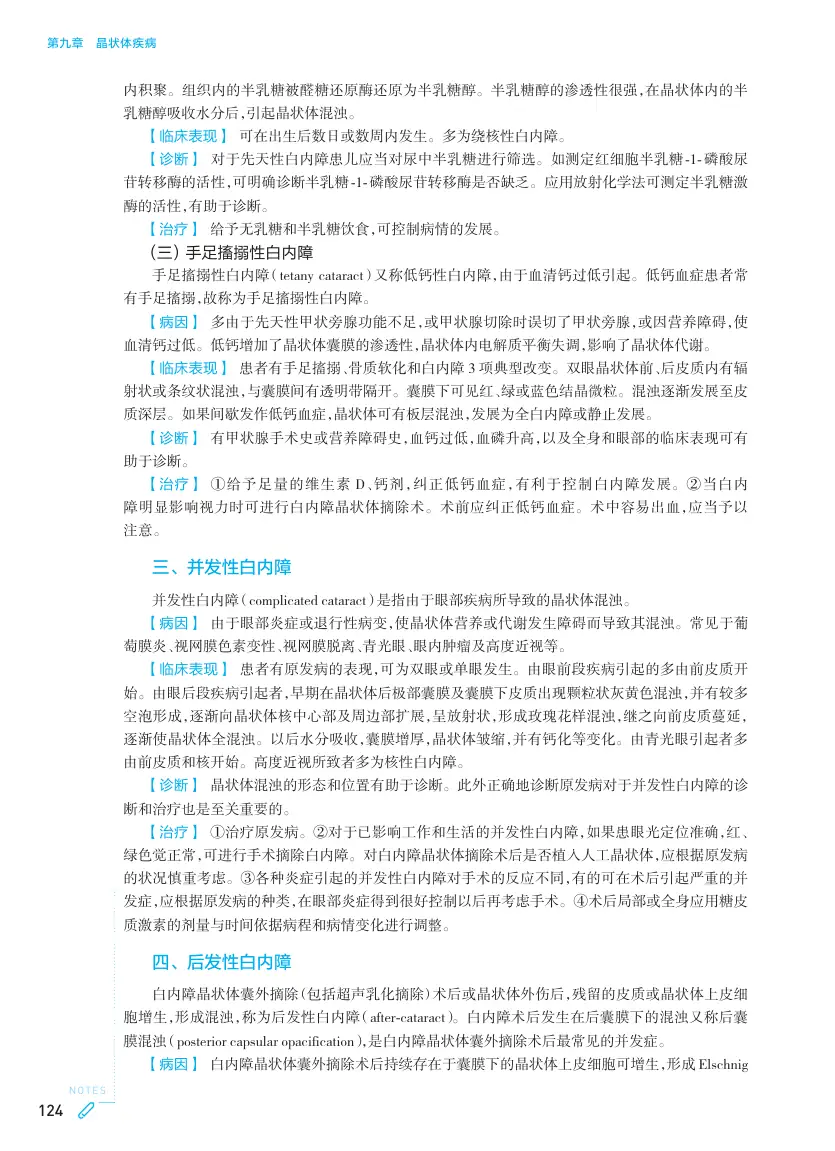 第九章 晶状体疾病
内积聚。组织内的半乳糖被醛糖还原酶还原为半乳糖醇。半乳糖醇的渗透性很强,在晶状体内的半
乳糖醇吸收水分后,引起晶状体混浊。
【临床表现】 可在出生后数日或数周内发生。多为绕核性白内障。
【诊断】 对于先天性白内障患儿应当对尿中半乳糖进行筛选。如测定红细胞半乳糖-1-磷酸尿
苷转移酶的活性,可明确诊断半乳糖-1-磷酸尿苷转移酶是否缺乏。应用放射化学法可测定半乳糖激
酶的活性,有助于诊断。
【治疗】 给予无乳糖和半乳糖饮食,可控制病情的发展。
(三)手足搐搦性白内障
手足搐搦性白内障(tetany cataract)又称低钙性白内障,由于血清钙过低引起。低钙血症患者常
有手足搐搦,故称为手足搐搦性白内障。
【病因】 多由于先天性甲状旁腺功能不足,或甲状腺切除时误切了甲状旁腺,或因营养障碍,使
血清钙过低。低钙增加了晶状体囊膜的渗透性,晶状体内电解质平衡失调,影响了晶状体代谢。
【临床表现】 患者有手足搐搦、骨质软化和白内障3项典型改变。双眼晶状体前、后皮质内有辐
射状或条纹状混浊,与囊膜间有透明带隔开。囊膜下可见红、绿或蓝色结晶微粒。混浊逐渐发展至皮
质深层。如果间歇发作低钙血症,晶状体可有板层混浊,发展为全白内障或静止发展。
【诊断】 有甲状腺手术史或营养障碍史,血钙过低,血磷升高,以及全身和眼部的临床表现可有
助于诊断。
【治疗】 ①给予足量的维生素 D、钙剂,纠正低钙血症,有利于控制白内障发展。②当白内
障明显影响视力时可进行白内障晶状体摘除术。术前应纠正低钙血症。术中容易出血,应当予以
注意。
三、并发性白内障
并发性白内障(complicated cataract)是指由于眼部疾病所导致的晶状体混浊。
【病因】 由于眼部炎症或退行性病变,使晶状体营养或代谢发生障碍而导致其混浊。常见于葡
萄膜炎、视网膜色素变性、视网膜脱离、青光眼、眼内肿瘤及高度近视等。
【临床表现】 患者有原发病的表现,可为双眼或单眼发生。由眼前段疾病引起的多由前皮质开
始。由眼后段疾病引起者,早期在晶状体后极部囊膜及囊膜下皮质出现颗粒状灰黄色混浊,并有较多
空泡形成,逐渐向晶状体核中心部及周边部扩展,呈放射状,形成玫瑰花样混浊,继之向前皮质蔓延,
逐渐使晶状体全混浊。以后水分吸收,囊膜增厚,晶状体皱缩,并有钙化等变化。由青光眼引起者多
由前皮质和核开始。高度近视所致者多为核性白内障。
【诊断】 晶状体混浊的形态和位置有助于诊断。此外正确地诊断原发病对于并发性白内障的诊
断和治疗也是至关重要的。
【治疗】 ①治疗原发病。②对于已影响工作和生活的并发性白内障,如果患眼光定位准确,红、
绿色觉正常,可进行手术摘除白内障。对白内障晶状体摘除术后是否植入人工晶状体,应根据原发病
的状况慎重考虑。③各种炎症引起的并发性白内障对手术的反应不同,有的可在术后引起严重的并
发症,应根据原发病的种类,在眼部炎症得到很好控制以后再考虑手术。④术后局部或全身应用糖皮
质激素的剂量与时间依据病程和病情变化进行调整。
四、后发性白内障
白内障晶状体囊外摘除(包括超声乳化摘除)术后或晶状体外伤后,残留的皮质或晶状体上皮细
胞增生,形成混浊,称为后发性白内障(after-cataract)。白内障术后发生在后囊膜下的混浊又称后囊
膜混浊(posterior capsular opacification),是白内障晶状体囊外摘除术后最常见的并发症。
【病因】 白内障晶状体囊外摘除术后持续存在于囊膜下的晶状体上皮细胞可增生,形成 Elschnig
NOTES
124